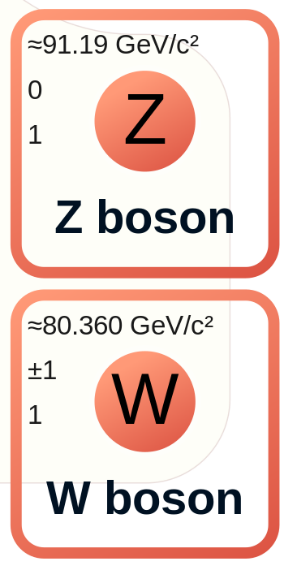 ≈91.19 GeV/c²
0
1
Z
Z boson
≈80.360 GeV/c²
±1
1
W
W boson